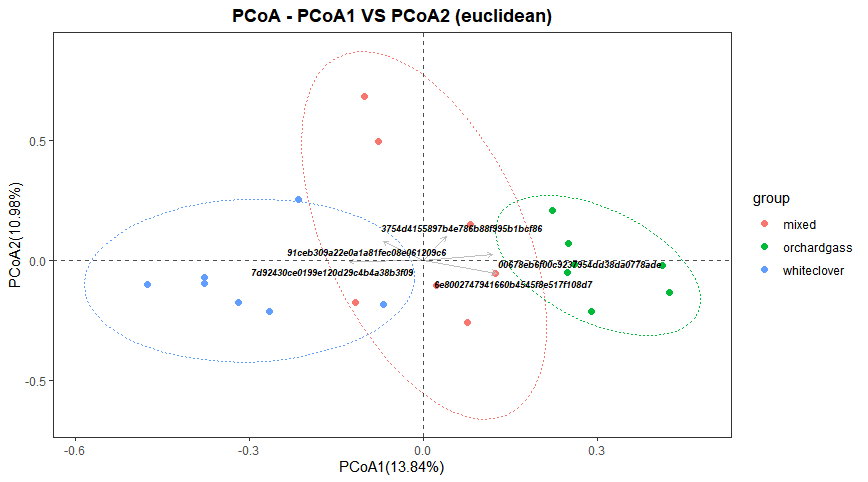 PCoA - PCoA1 VS PCoA2 (euclidean)
0.5
0.0
-0.5
PCoA2(10.98%)
3754d4155897b4e786b88f395b1bcf86
91ceb309a22e0a1a81fec08e061209c6
7d92430ce0199e120d29c4b4a38b3f09
6e8002747941660b4545f8e517f108d7
-0.6
-0.3
0.0
0.3
PCoA1(13.84%)
group
mixed
orchardgass
whiteclover